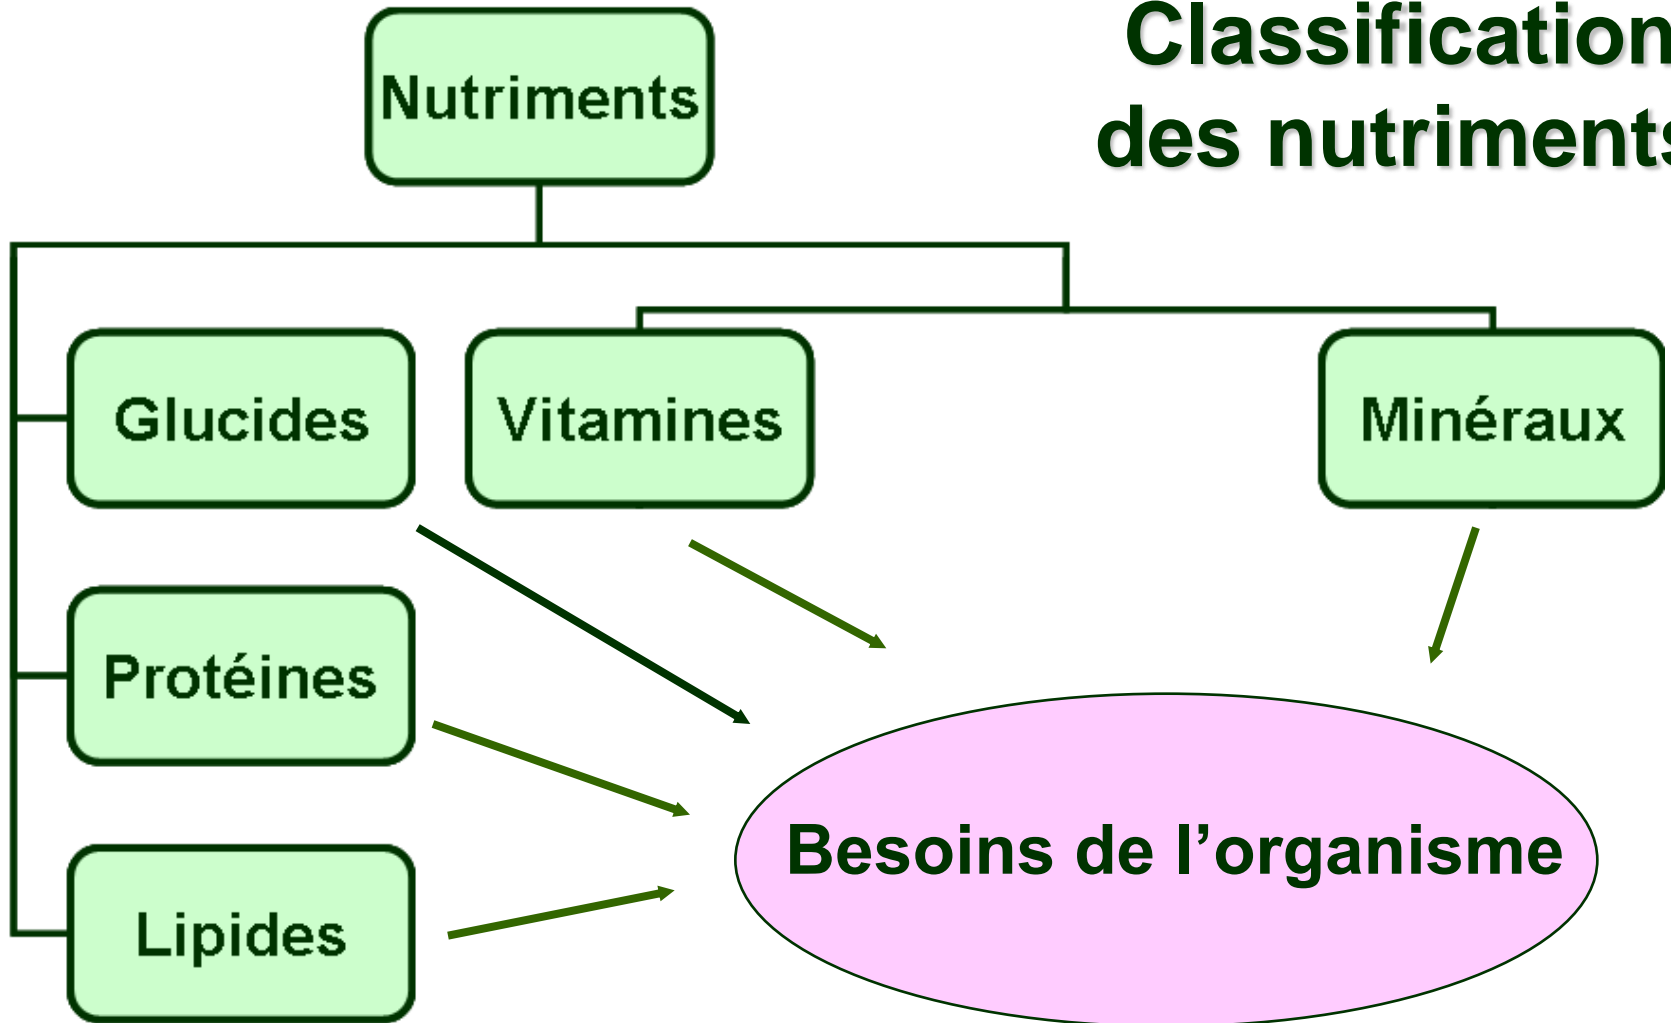 Classification
des nutriments
Nutriments
Glucides
Vitamines
Minéraux
Protéines
Lipides
Besoins de l’organisme